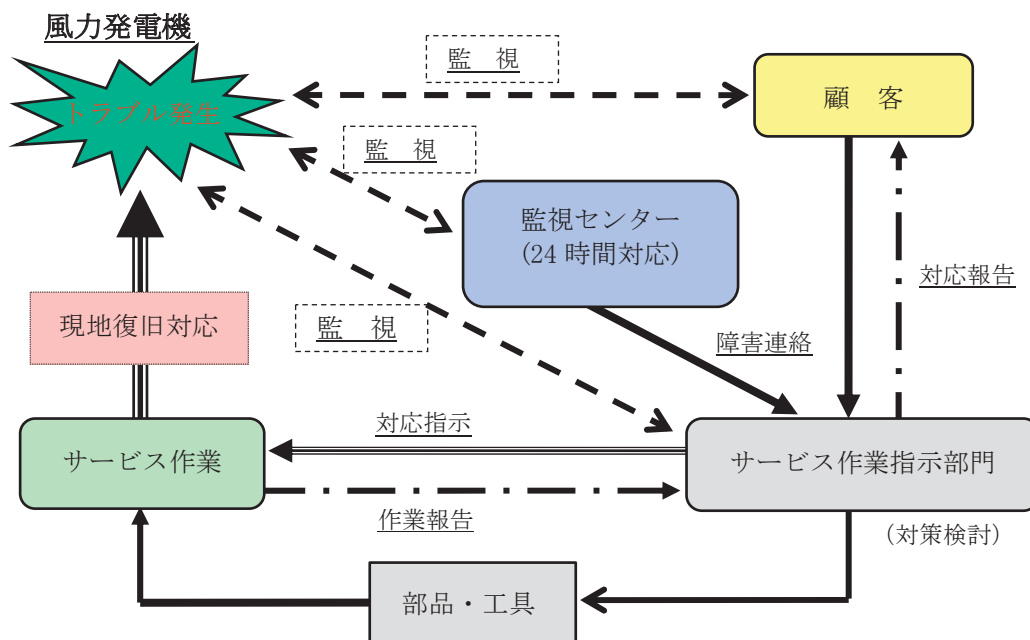 風力発電機
トラブル発生
監　視
顧　客
監　視
監視センター
(24 時間対応)
対応報告
現地復旧対応
監　視
障害連絡
対応指示
サービス作業
サービス作業指示部門
作業報告
(対策検討)
部品・工具